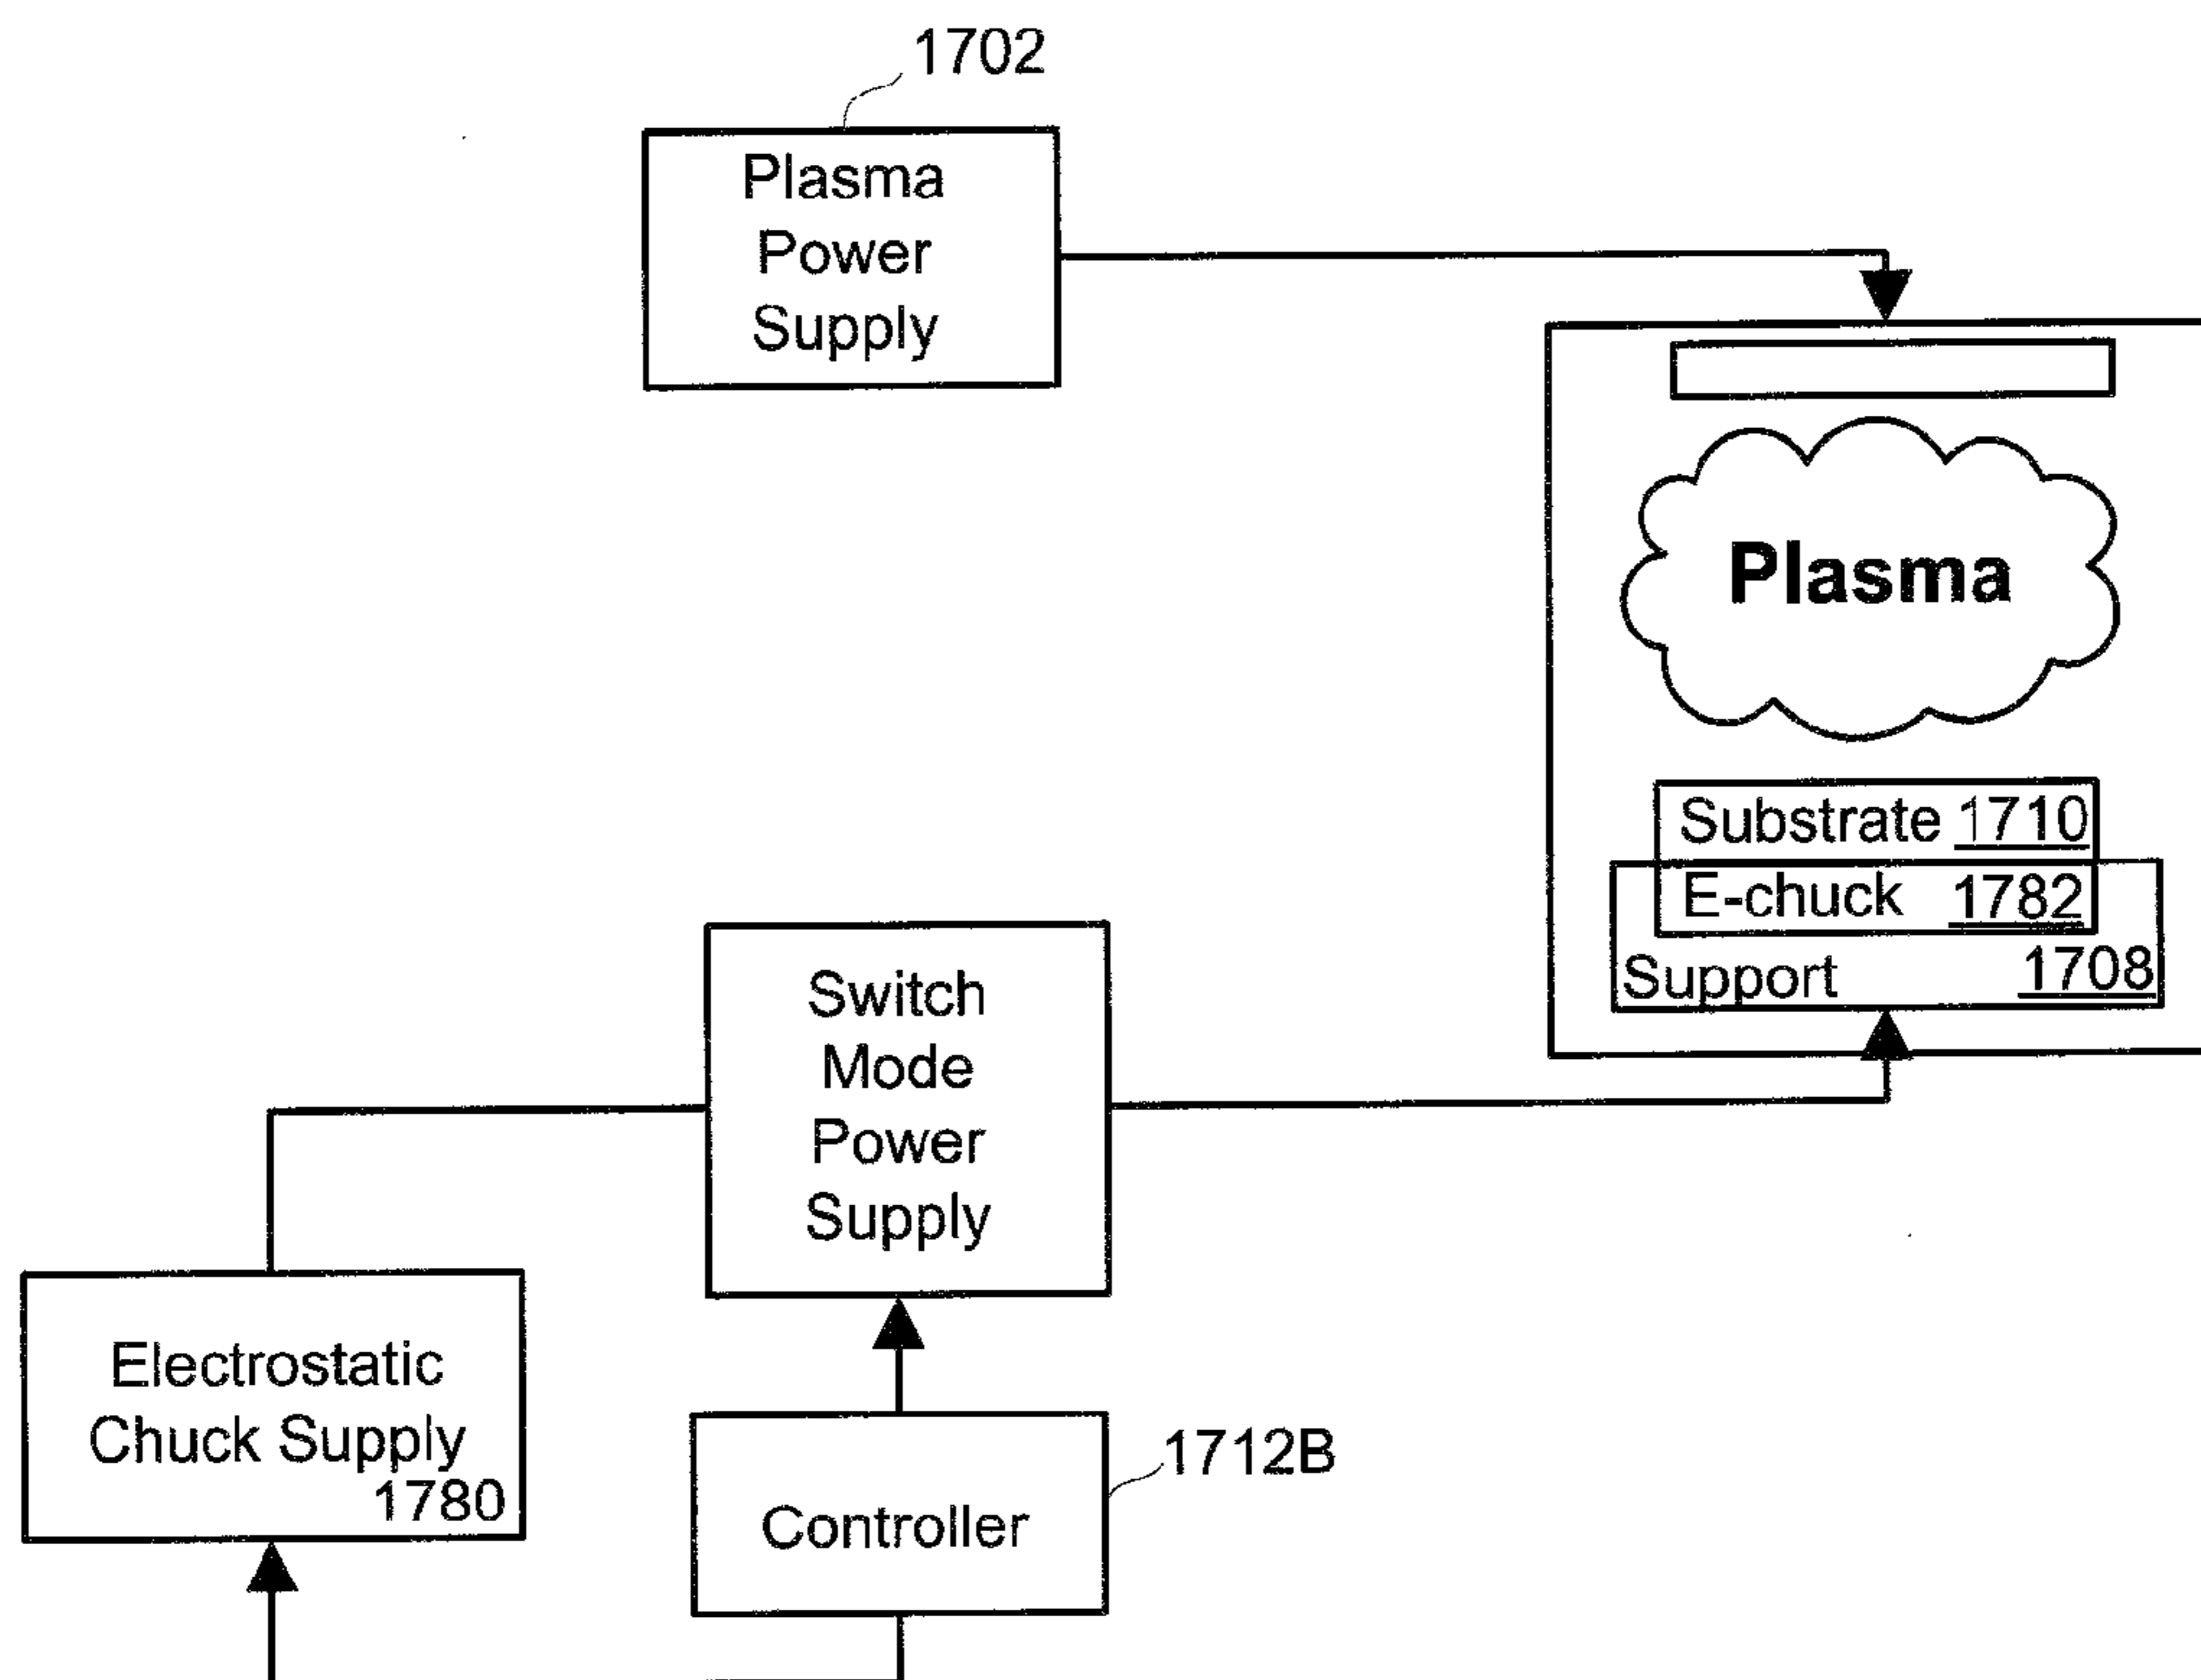 1702
Plasma
Power
Supply
Plasma
Substrate 1710
E-chuck 1782
Support 1708
Switch
Mode
Power
Supply
Electrostatic
Chuck Supply
1780
Controller
1712B